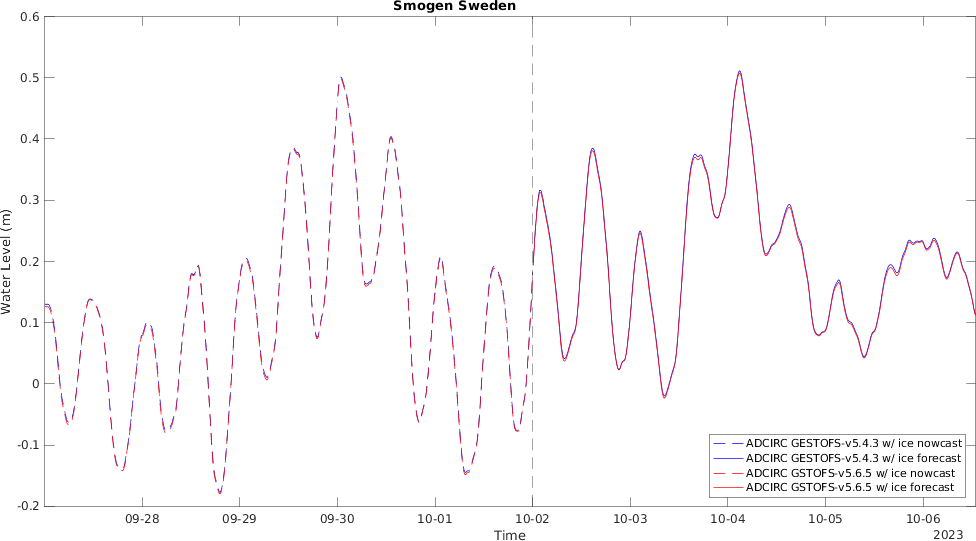 Smogen Sweden
Water Level (m)
0.6
0.5
0.4
0.3
0.2
0.1
0
-0.1
-0.2
09-28
09-29
09-30
10-01
10-02
10-03
10-04
10-05
10-06
Time
2023
ADCIRC GESTOFS-v5.4.3 w/ ice nowcast
ADCIRC GESTOFS-v5.4.3 w/ ice forecast
ADCIRC GSTOFS-v5.6.5 w/ ice nowcast
ADCIRC GSTOFS-v5.6.5 w/ ice forecast